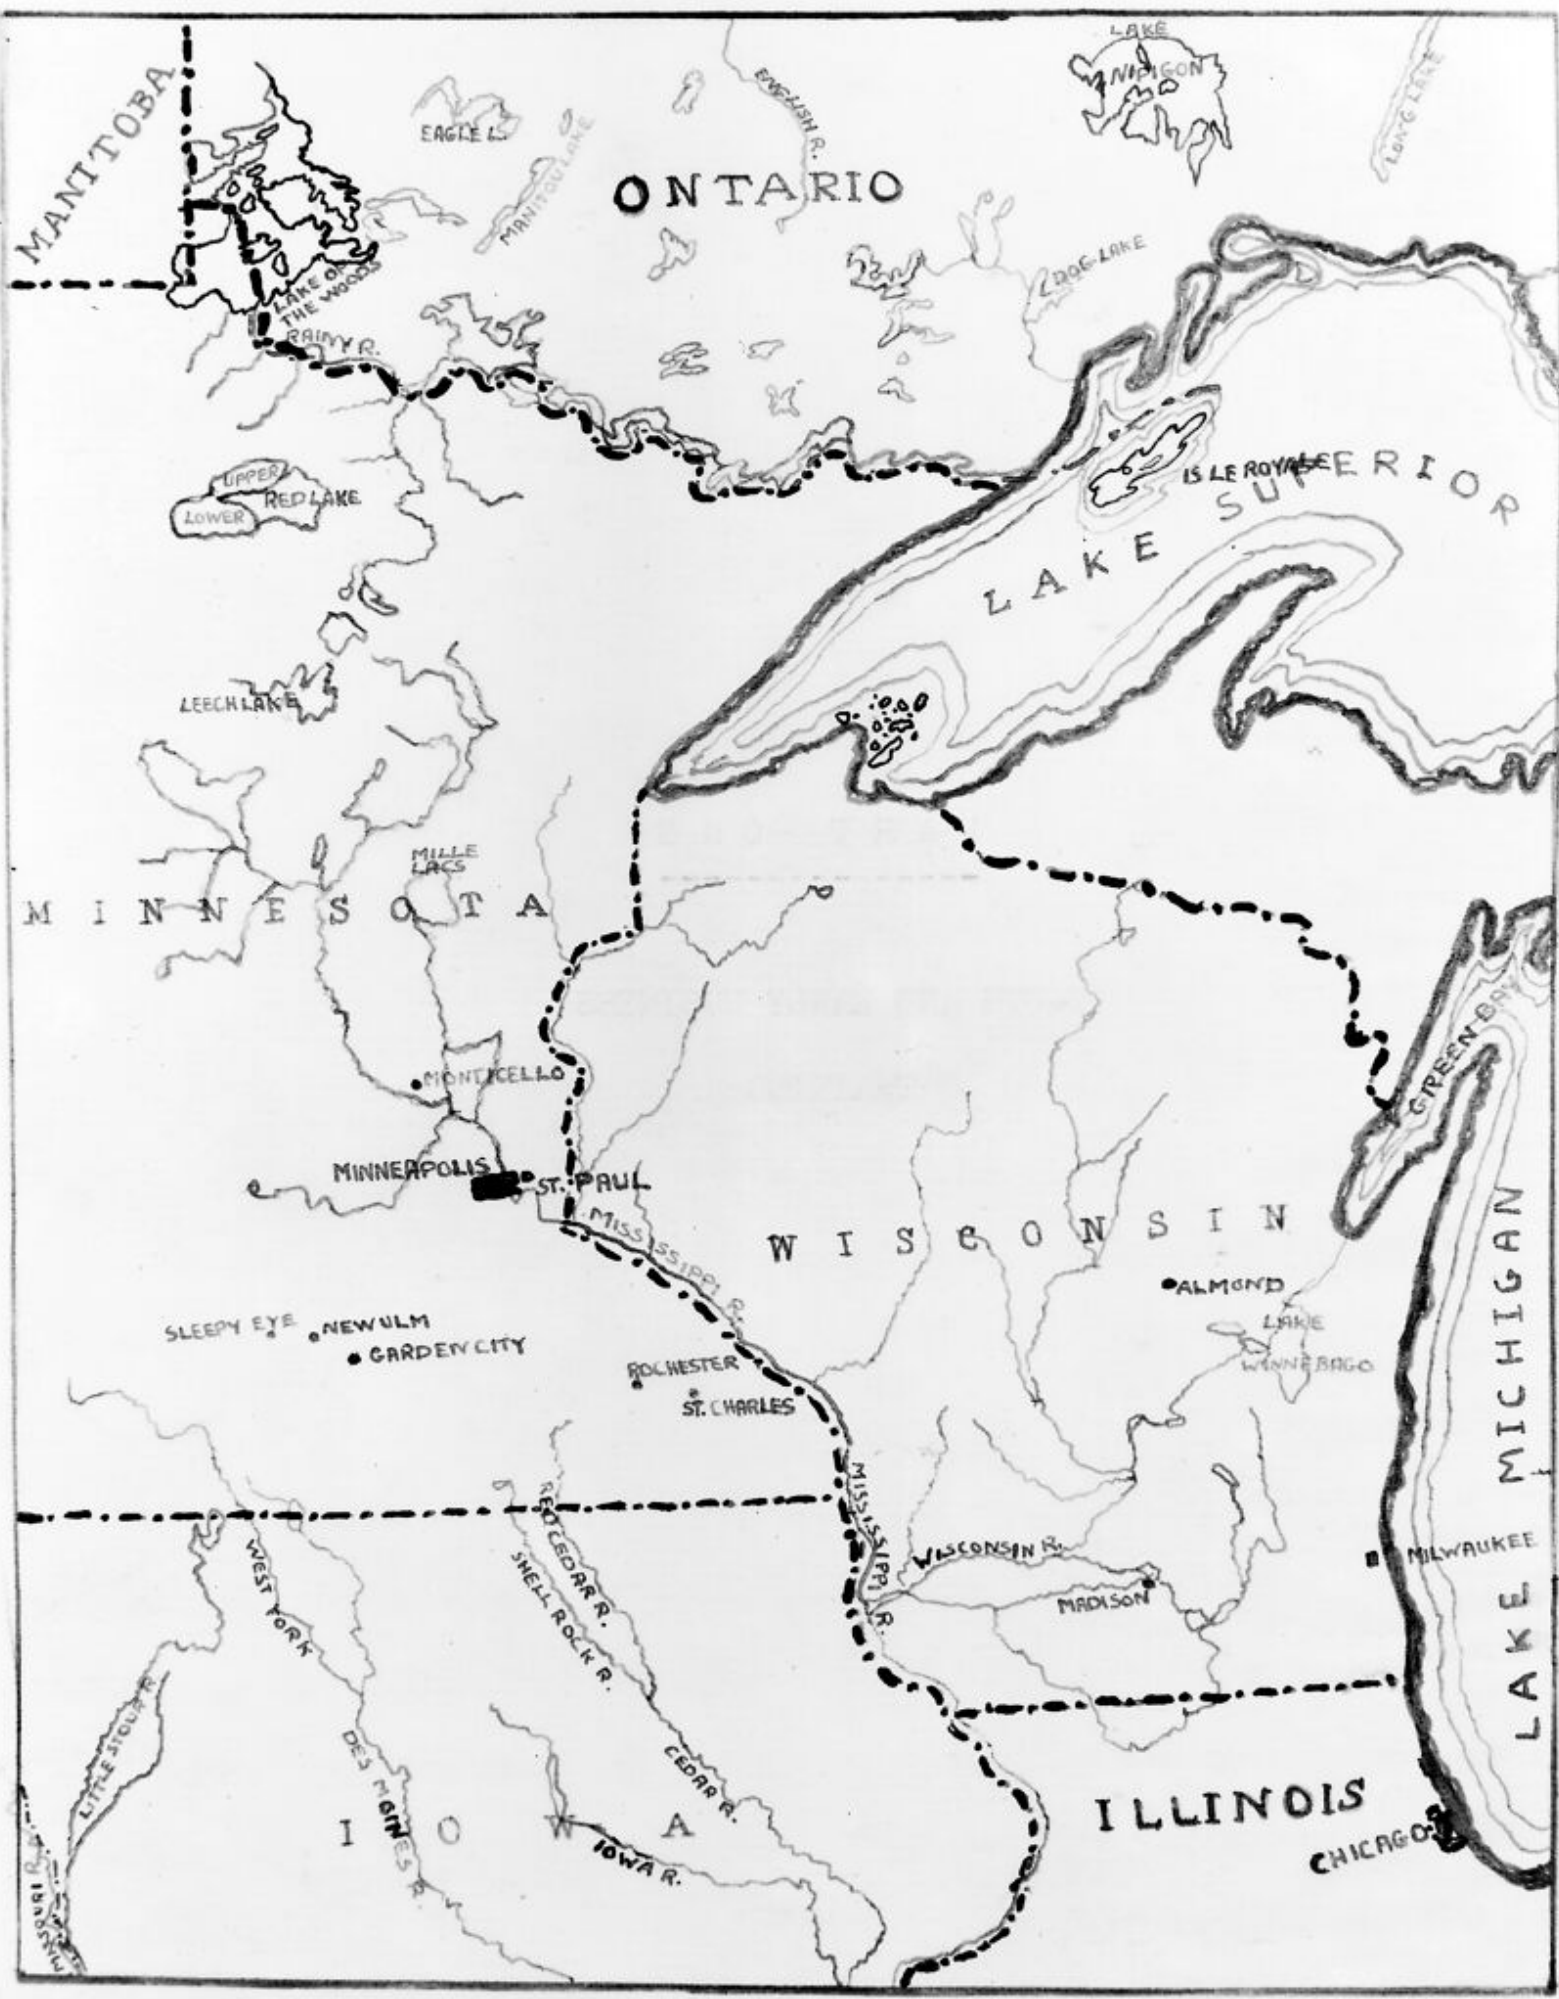 MANITOBA
LAKE
NIPIGON
LONG LAKE
EAGLE L.
MANITOU LAKE
ENGLISH R.
ONTARIO
DOG LAKE
LAKE OF
THE WOODS
RAINY R.
UPPER
RED LAKE
LOWER
ISLE ROYALE
LAKE SUPERIOR
LEECH LAKE
MILLE
LACS
MINNESOTA
GREEN BAY
MONTICELLO
MINNEAPOLIS
ST. PAUL
MISSISSIPPI R.
WISCONSIN
ALMOND
LAKE
WINNEBAGO
SLEEPY EYE
NEW ULM
GARDEN CITY
ROCHESTER
ST. CHARLES
LAKE MICHIGAN
MISSISSIPPI R.
WISCONSIN R.
MADISON
MILWAUKEE
WEST FORK
RED CEDAR R.
SHELL ROCK R.
LITTLE SIOUX R.
DES MOINES R.
CEDAR R.
IOWA
IOWA R.
ILLINOIS
CHICAGO
MISSOURI R.